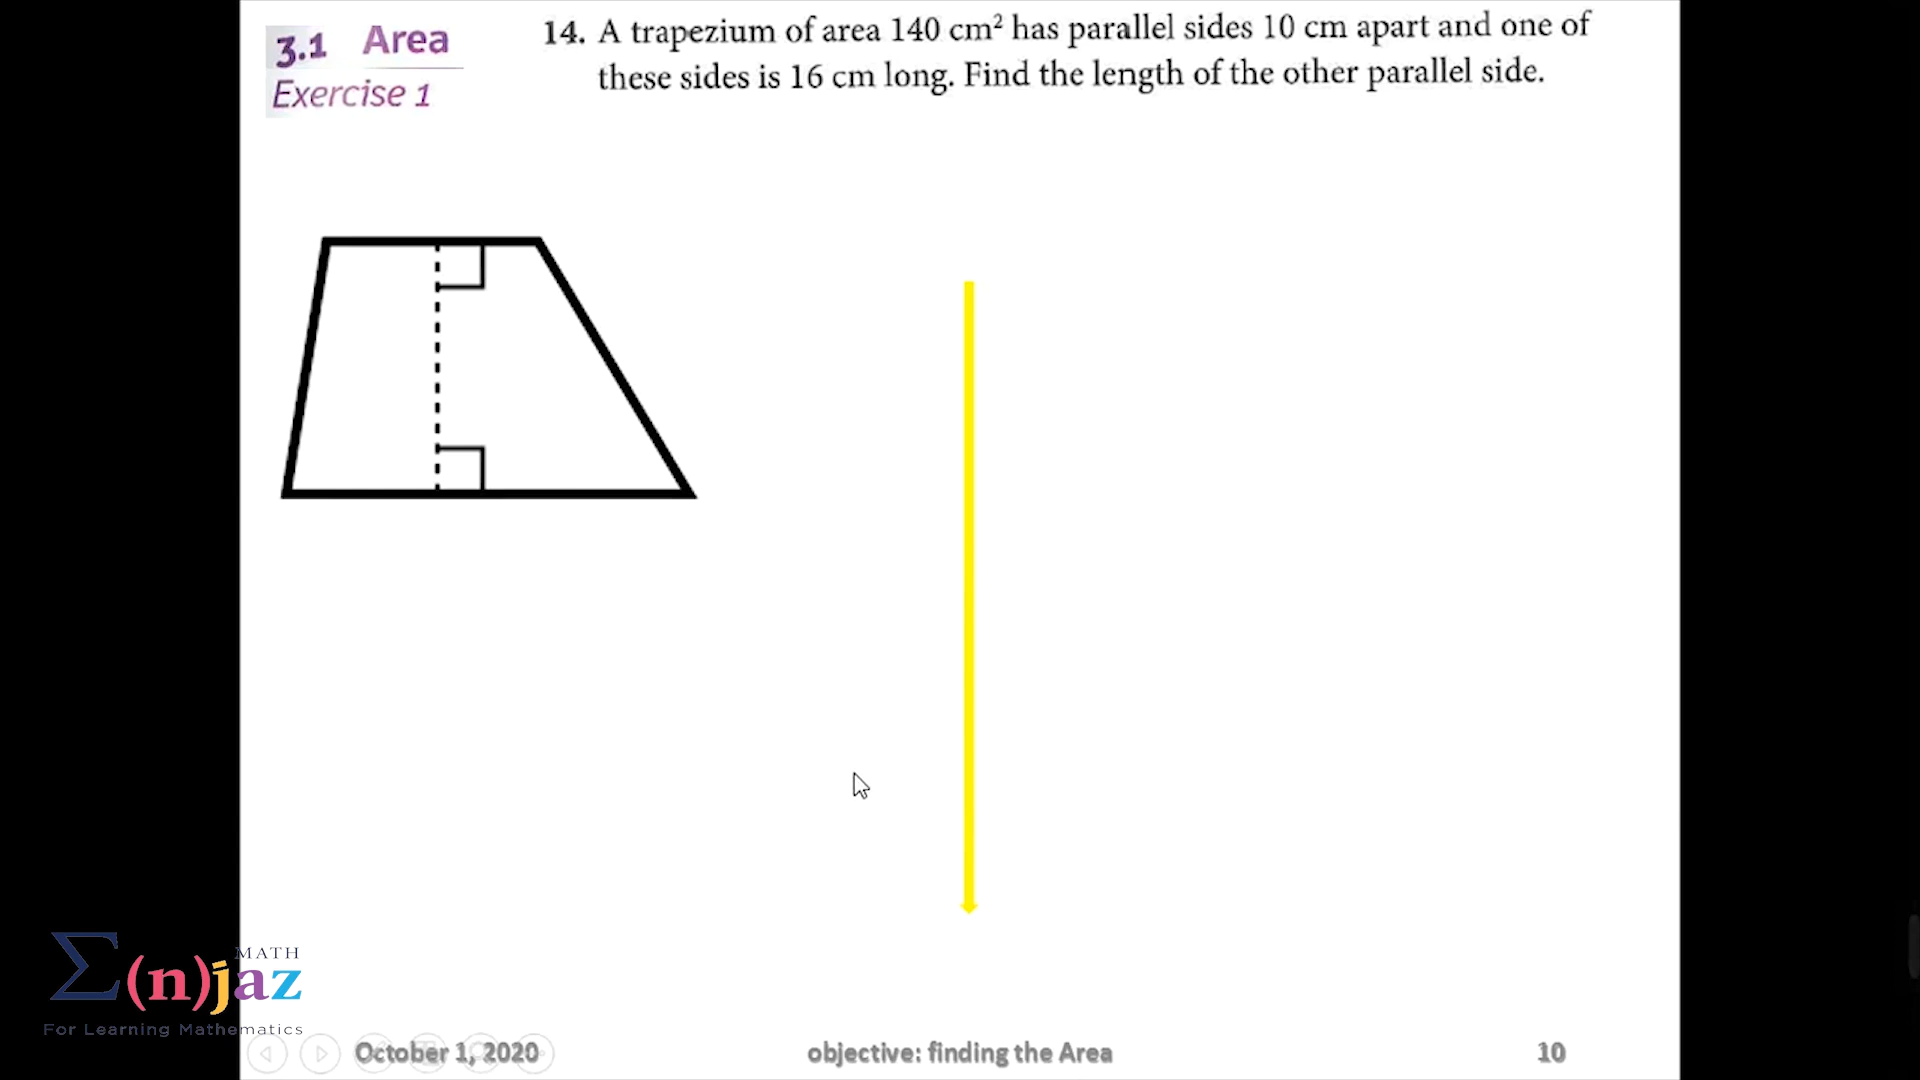 3.1 Area
Exercise 1
14. A trapezium of area 140 cm² has parallel sides 10 cm apart and one of
these sides is 16 cm long. Find the length of the other parallel side.
MATH
Σ(n)jaz
For Learning Mathematics
October 1, 2020
objective: finding the Area
10